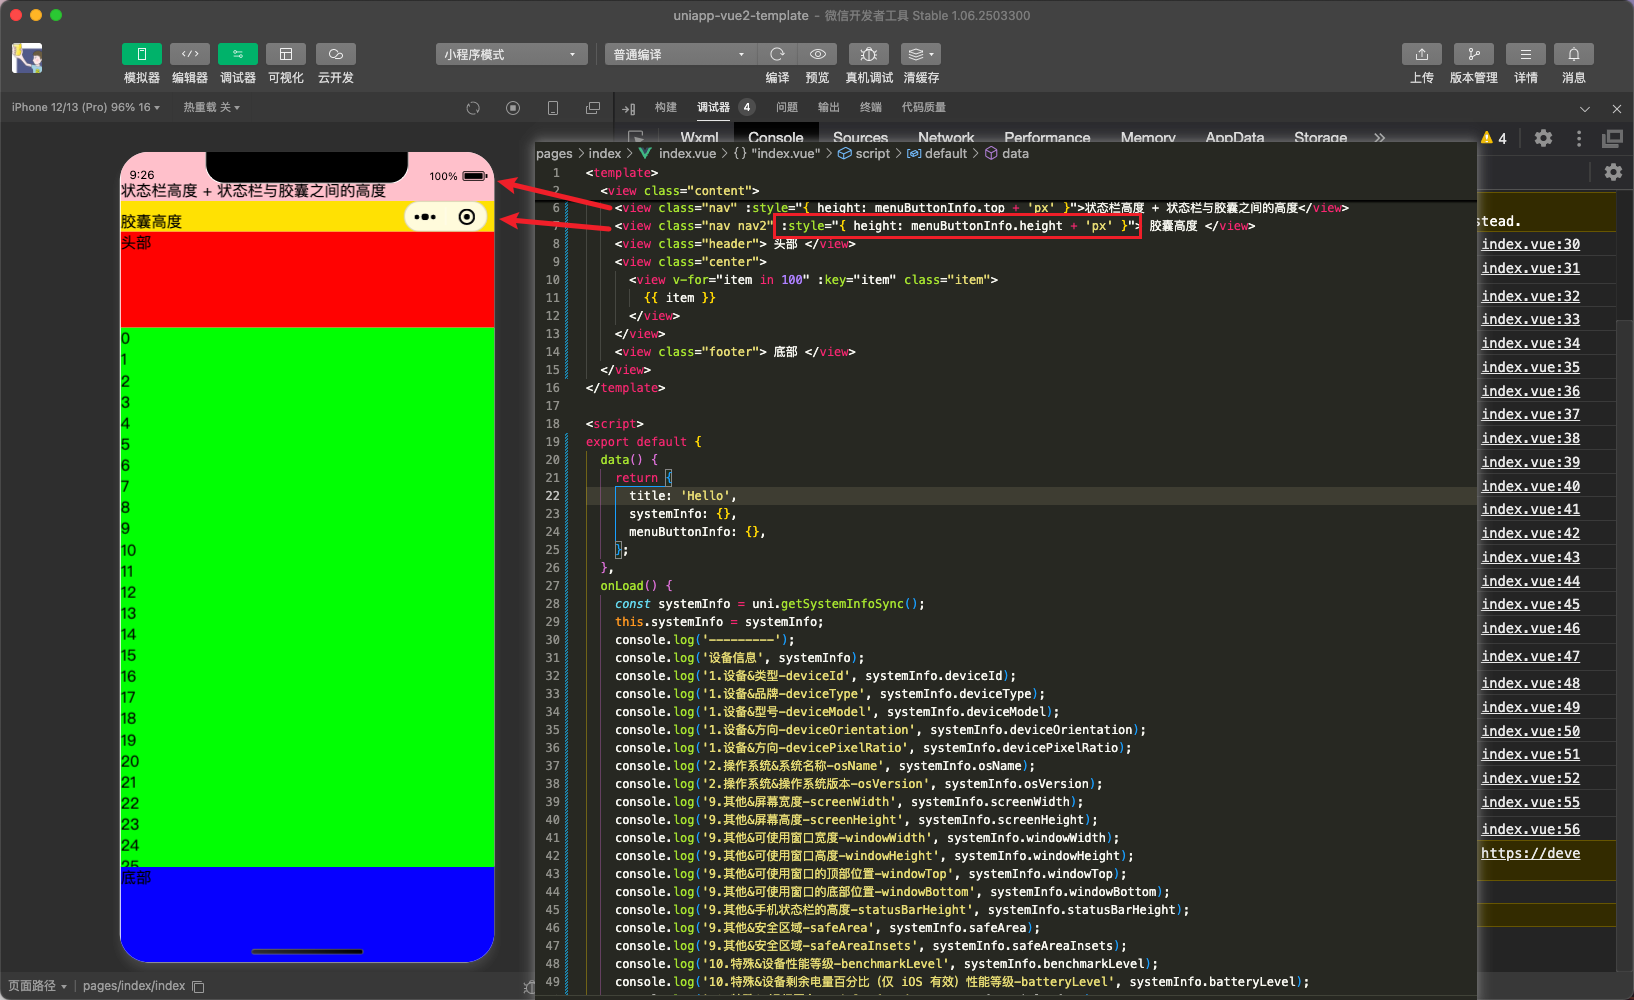 uniapp-vue2-template - 微信开发者工具 Stable 1.06.2503300
小程序模式
普通编译
模拟器 编辑器 调试器 可视化 云开发
编译 预览 真机调试 清缓存
上传 版本管理 详情 消息
iPhone 12/13 (Pro) 96% 16
热重载 关
构建 调试器 4 问题 输出 终端 代码质量
Wxml Console Sources Network Performance Memory AppData Storage
4
9:26
100%
状态栏高度 + 状态栏与胶囊之间的高度
胶囊高度
头部
0
1
2
3
4
5
6
7
8
9
10
11
12
13
14
15
16
17
18
19
20
21
22
23
24
25
底部
页面路径 | pages/index/index
pages > index > index.vue > {} "index.vue" > script > default > data
1 <template>
2 <view class="content">
6 <view class="nav" :style="{ height: menuButtonInfo.top + 'px' }">状态栏高度 + 状态栏与胶囊之间的高度</view>
7 <view class="nav nav2" :style="{ height: menuButtonInfo.height + 'px' }"> 胶囊高度 </view>
8 <view class="header"> 头部 </view>
9 <view class="center">
10 <view v-for="item in 100" :key="item" class="item">
11 {{ item }}
12 </view>
13 </view>
14 <view class="footer"> 底部 </view>
15 </view>
16 </template>
17
18 <script>
19 export default {
20 data() {
21 return {
22 title: 'Hello',
23 systemInfo: {},
24 menuButtonInfo: {},
25 };
26 },
27 onLoad() {
28 const systemInfo = uni.getSystemInfoSync();
29 this.systemInfo = systemInfo;
30 console.log('---------');
31 console.log('设备信息', systemInfo);
32 console.log('1.设备&类型-deviceId', systemInfo.deviceId);
33 console.log('1.设备&品牌-deviceType', systemInfo.deviceType);
34 console.log('1.设备&型号-deviceModel', systemInfo.deviceModel);
35 console.log('1.设备&方向-deviceOrientation', systemInfo.deviceOrientation);
36 console.log('1.设备&方向-devicePixelRatio', systemInfo.devicePixelRatio);
37 console.log('2.操作系统&系统名称-osName', systemInfo.osName);
38 console.log('2.操作系统&操作系统版本-osVersion', systemInfo.osVersion);
39 console.log('9.其他&屏幕宽度-screenWidth', systemInfo.screenWidth);
40 console.log('9.其他&屏幕高度-screenHeight', systemInfo.screenHeight);
41 console.log('9.其他&可使用窗口宽度-windowWidth', systemInfo.windowWidth);
42 console.log('9.其他&可使用窗口高度-windowHeight', systemInfo.windowHeight);
43 console.log('9.其他&可使用窗口的顶部位置-windowTop', systemInfo.windowTop);
44 console.log('9.其他&可使用窗口的底部位置-windowBottom', systemInfo.windowBottom);
45 console.log('9.其他&手机状态栏的高度-statusBarHeight', systemInfo.statusBarHeight);
46 console.log('9.其他&安全区域-safeArea', systemInfo.safeArea);
47 console.log('9.其他&安全区域-safeAreaInsets', systemInfo.safeAreaInsets);
48 console.log('10.特殊&设备性能等级-benchmarkLevel', systemInfo.benchmarkLevel);
49 console.log('10.特殊&设备剩余电量百分比（仅 iOS 有效）性能等级-batteryLevel', systemInfo.batteryLevel);
stead.
index.vue:30
index.vue:31
index.vue:32
index.vue:33
index.vue:34
index.vue:35
index.vue:36
index.vue:37
index.vue:38
index.vue:39
index.vue:40
index.vue:41
index.vue:42
index.vue:43
index.vue:44
index.vue:45
index.vue:46
index.vue:47
index.vue:48
index.vue:49
index.vue:50
index.vue:51
index.vue:52
index.vue:55
index.vue:56
https://deve